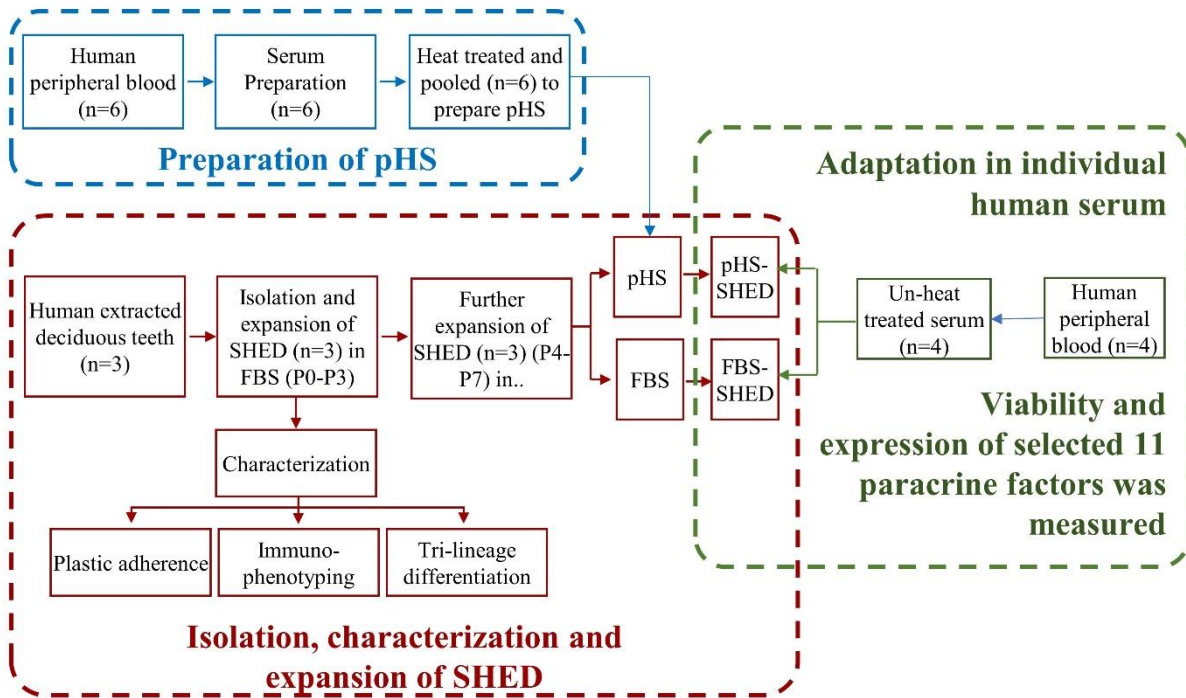 Human
peripheral blood
(n=6)
Serum
Preparation
(n=6)
Heat treated and
pooled (n=6) to
prepare pHS
Preparation of pHS
Adaptation in individual
human serum
Human extracted
deciduous teeth
(n=3)
Isolation and
expansion of
SHED (n=3) in
FBS (P0-P3)
Further
expansion of
SHED (n=3) (P4-
P7) in..
pHS
pHS-
SHED
FBS
FBS-
SHED
Un-heat
treated serum
(n=4)
Human
peripheral
blood (n=4)
Characterization
Plastic adherence
Immuno-
phenotyping
Tri-lineage
differentiation
Viability and
expression of selected 11
paracrine factors was
measured
Isolation, characterization and
expansion of SHED